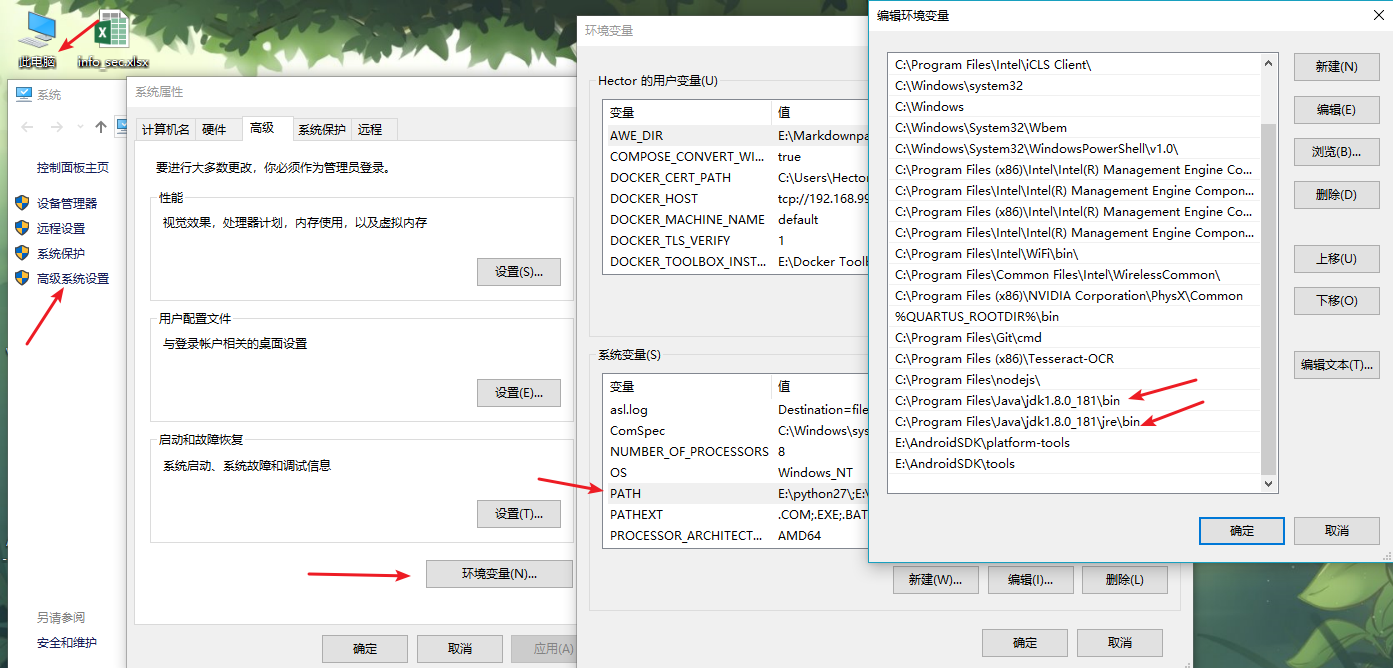 此电脑
info_sec.xlsx
系统
控制面板主页
设备管理器
远程设置
系统保护
高级系统设置
另请参阅
安全和维护
系统属性
计算机名
硬件
高级
系统保护
远程
要进行大多数更改，你必须作为管理员登录。
性能
视觉效果，处理器计划，内存使用，以及虚拟内存
设置(S)...
用户配置文件
与登录帐户相关的桌面设置
设置(E)...
启动和故障恢复
系统启动、系统故障和调试信息
设置(T)...
环境变量(N)...
确定
取消
应用(A)
环境变量
Hector 的用户变量(U)
变量 值
AWE_DIR E:\Markdownpa
COMPOSE_CONVERT_WI... true
DOCKER_CERT_PATH C:\Users\Hector
DOCKER_HOST tcp://192.168.99
DOCKER_MACHINE_NAME default
DOCKER_TLS_VERIFY 1
DOCKER_TOOLBOX_INST... E:\Docker Toolb
系统变量(S)
变量 值
asl.log Destination=file
ComSpec C:\Windows\sys
NUMBER_OF_PROCESSORS 8
OS Windows_NT
PATH E:\python27\;E:\
PATHEXT .COM;.EXE;.BAT
PROCESSOR_ARCHITECT... AMD64
新建(W)...
编辑(I)...
删除(L)
确定
取消
编辑环境变量
C:\Program Files\Intel\iCLS Client\
C:\Windows\system32
C:\Windows
C:\Windows\System32\Wbem
C:\Windows\System32\WindowsPowerShell\v1.0\
C:\Program Files (x86)\Intel\Intel(R) Management Engine Co...
C:\Program Files\Intel\Intel(R) Management Engine Compon...
C:\Program Files (x86)\Intel\Intel(R) Management Engine Co...
C:\Program Files\Intel\Intel(R) Management Engine Compon...
C:\Program Files\Intel\WiFi\bin\
C:\Program Files\Common Files\Intel\WirelessCommon\
C:\Program Files (x86)\NVIDIA Corporation\PhysX\Common
%QUARTUS_ROOTDIR%\bin
C:\Program Files\Git\cmd
C:\Program Files (x86)\Tesseract-OCR
C:\Program Files\nodejs\
C:\Program Files\Java\jdk1.8.0_181\bin
C:\Program Files\Java\jdk1.8.0_181\jre\bin
E:\AndroidSDK\platform-tools
E:\AndroidSDK\tools
新建(N)
编辑(E)
浏览(B)...
删除(D)
上移(U)
下移(O)
编辑文本(T)...
确定
取消